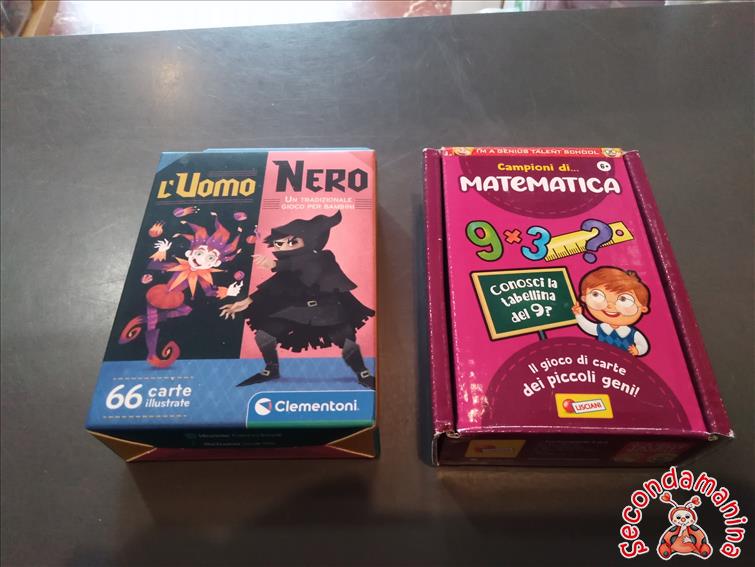 L'Uomo Nero
Un tradizionale
gioco per bambini
66 carte
illustrate
Clementoni
I'M A GENIUS TALENT SCHOOL
Campioni di...
6+
MATEMATICA
9 × 3 ?
Conosci la
tabellina
del 9?
Il gioco di carte
dei piccoli geni!
LISCIANI
Secondamanina